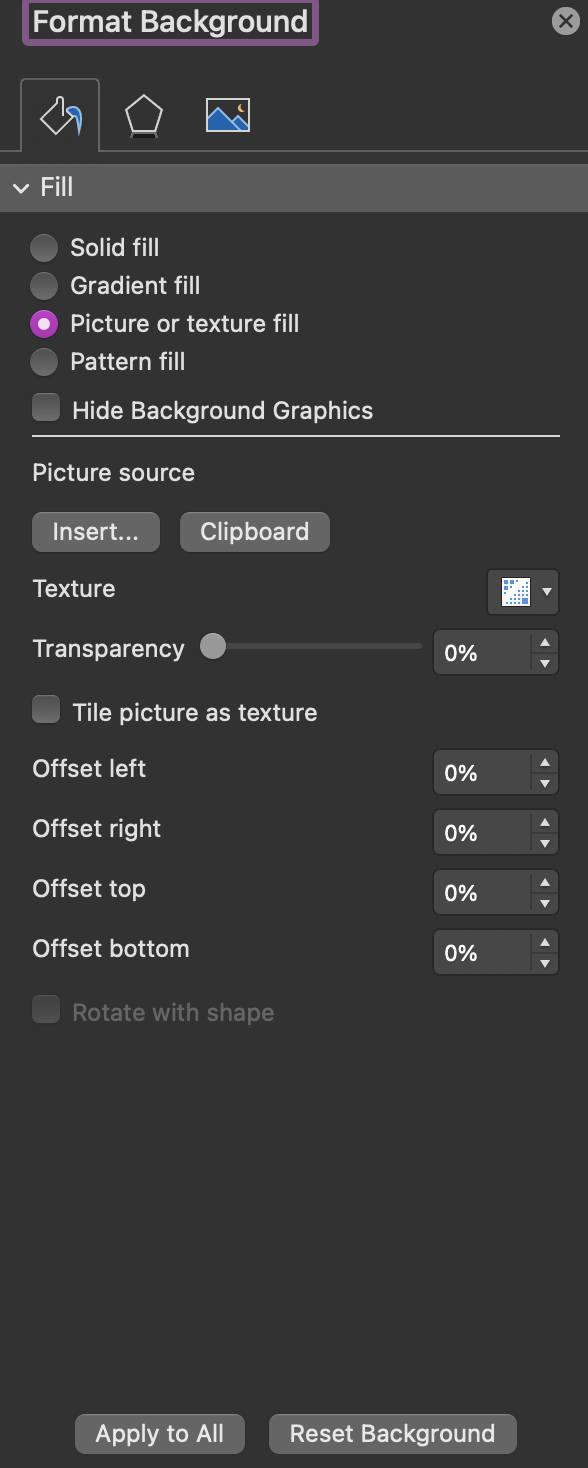 Format Background
Fill
Solid fill
Gradient fill
Picture or texture fill
Pattern fill
Hide Background Graphics
Picture source
Insert... Clipboard
Texture
Transparency 0%
Tile picture as texture
Offset left 0%
Offset right 0%
Offset top 0%
Offset bottom 0%
Rotate with shape
Apply to All Reset Background